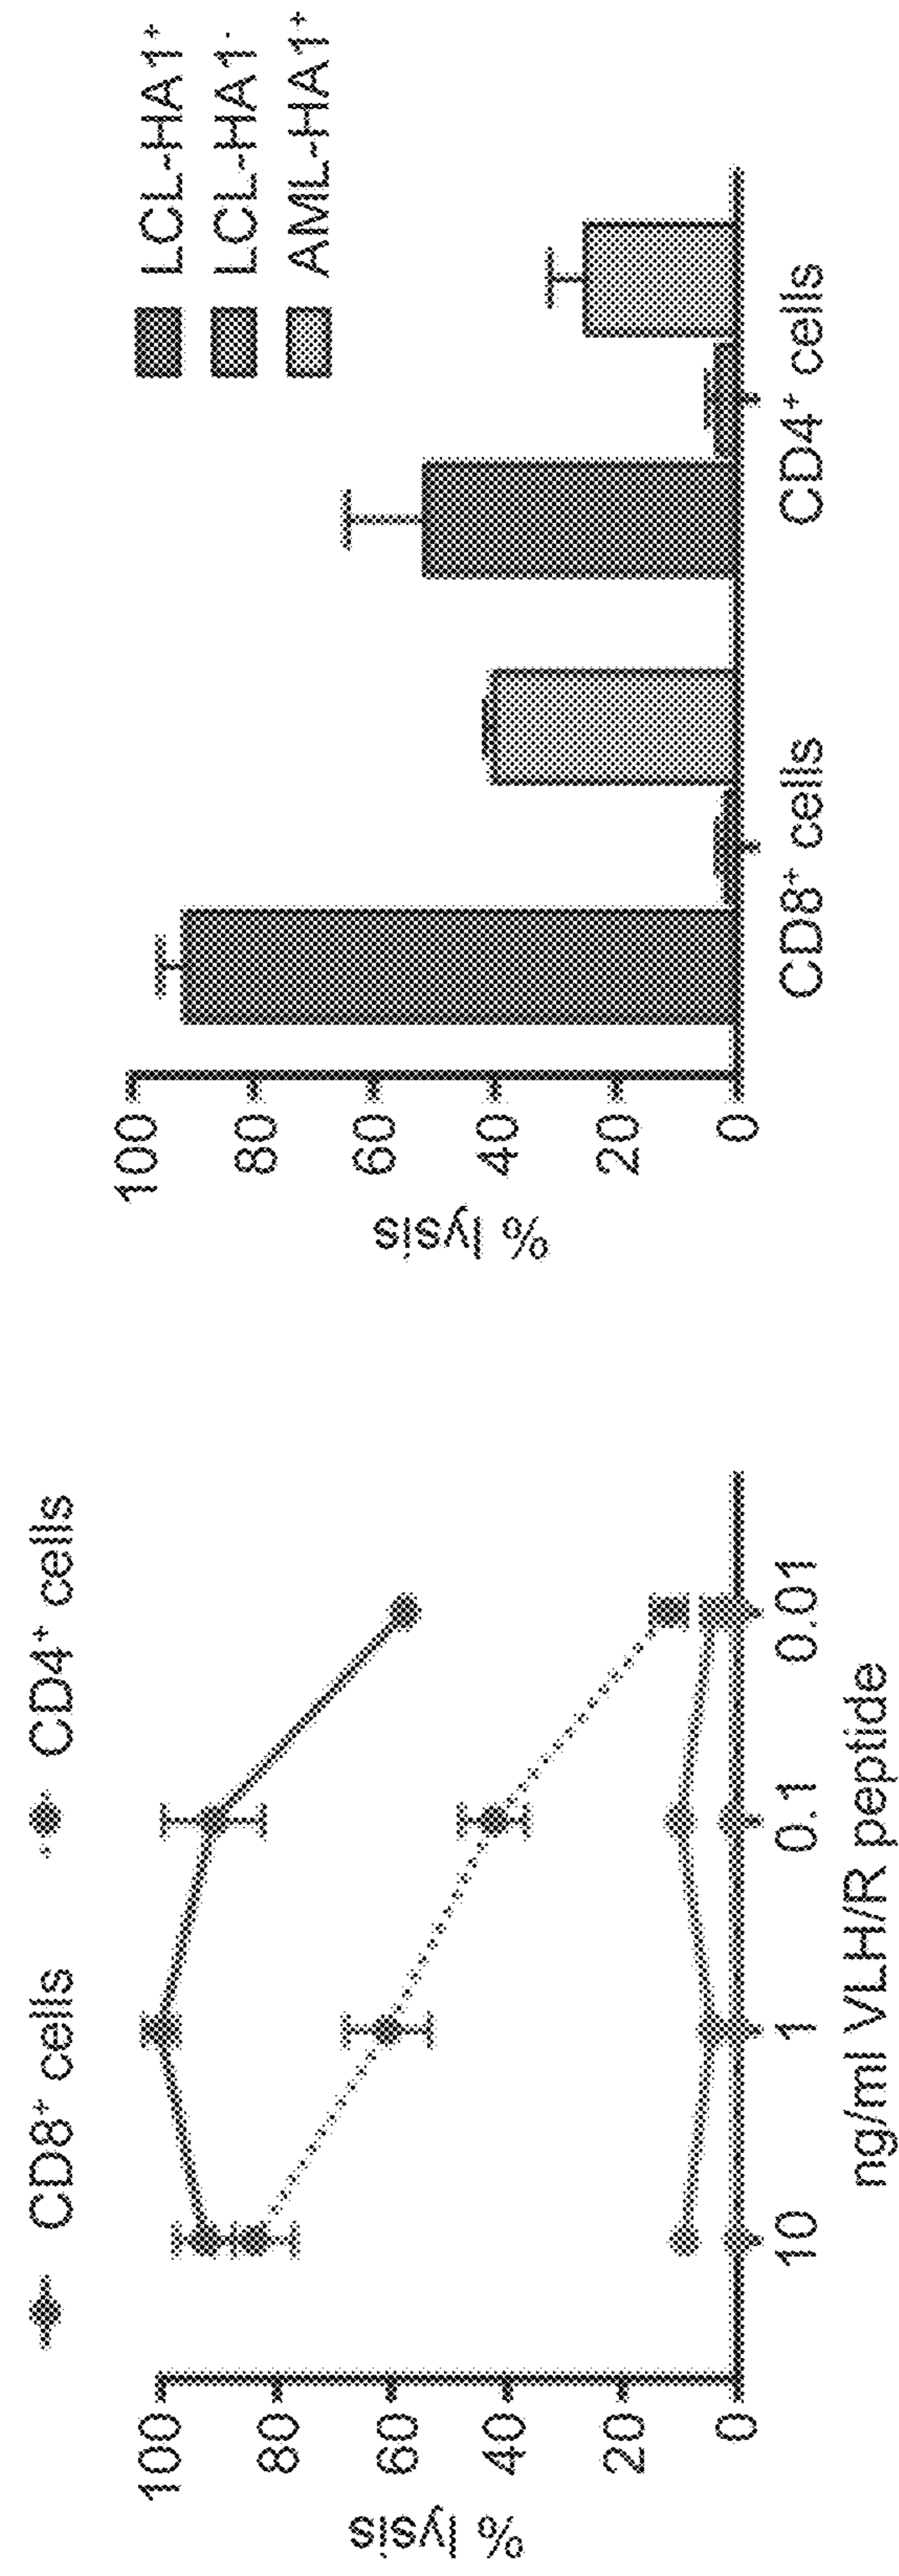 CD8+ cells
CD4+ cells
% lysis
100
80
60
40
20
0
10
1
0.1
0.01
ng/ml VLH/R peptide
% lysis
100
80
60
40
20
0
CD8+ cells
CD4+ cells
LCL-HA1+
LCL-HA1-
AML-HA1+